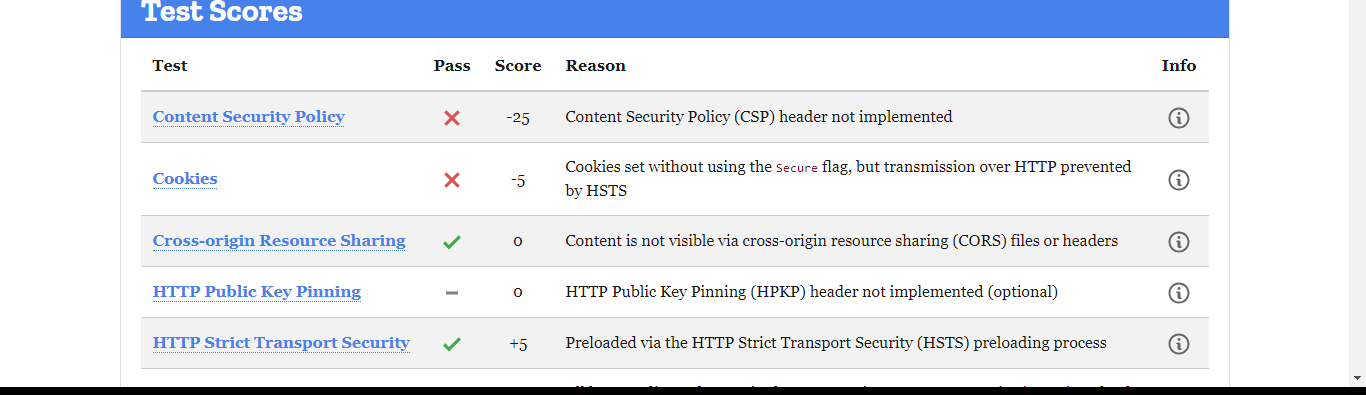 Test Scores
Test Pass Score Reason Info
Content Security Policy -25 Content Security Policy (CSP) header not implemented
Cookies -5 Cookies set without using the Secure flag, but transmission over HTTP prevented
by HSTS
Cross-origin Resource Sharing 0 Content is not visible via cross-origin resource sharing (CORS) files or headers
HTTP Public Key Pinning 0 HTTP Public Key Pinning (HPKP) header not implemented (optional)
HTTP Strict Transport Security +5 Preloaded via the HTTP Strict Transport Security (HSTS) preloading process